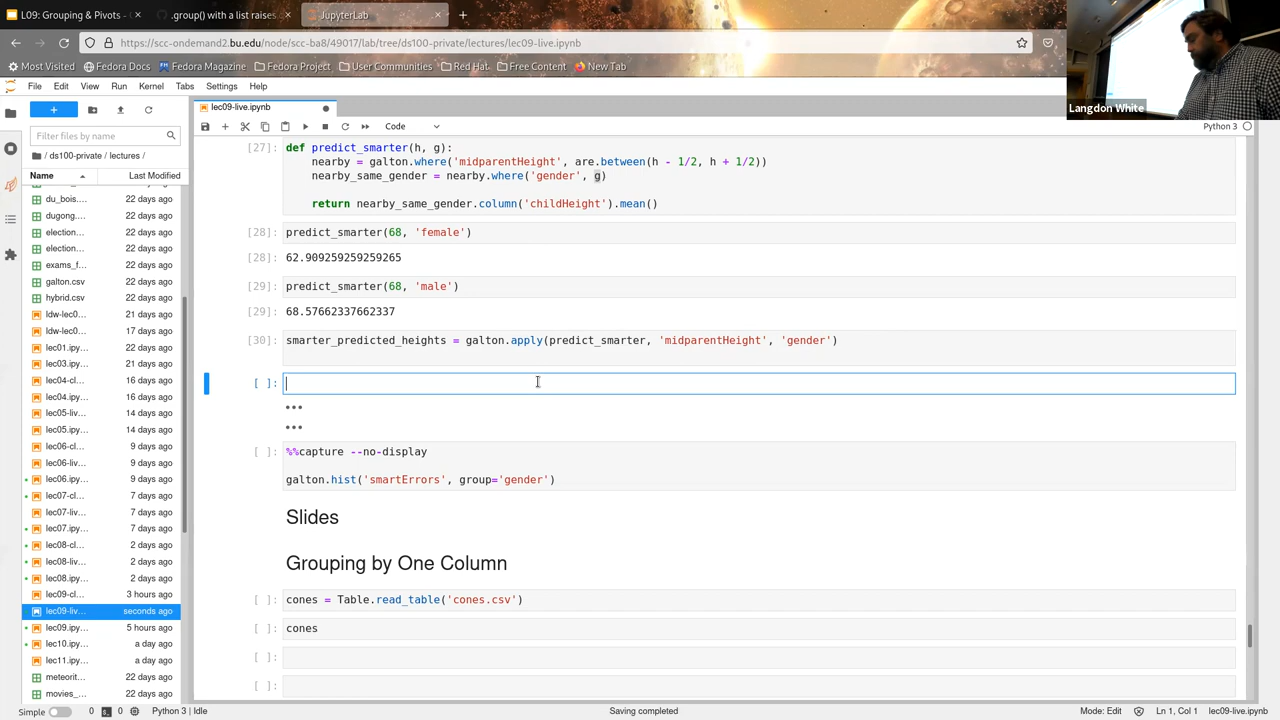 L09: Grouping & Pivots -
.group() with a list raises
JupyterLab
https://scc-ondemand2.bu.edu/node/scc-ba8/49017/lab/tree/ds100-private/lectures/lec09-live.ipynb
Most Visited
Fedora Docs
Fedora Magazine
Fedora Project
User Communities
Red Hat
Free Content
New Tab
Langdon White
File Edit View Run Kernel Tabs Settings Help
lec09-live.ipynb
Filter files by name
/ ds100-private / lectures /
Name Last Modified
du_bois.... 22 days ago
dugong.... 22 days ago
election... 22 days ago
election... 22 days ago
exams_f... 22 days ago
galton.csv 22 days ago
hybrid.csv 22 days ago
ldw-lec0... 21 days ago
ldw-lec0... 17 days ago
lec01.ipy... 22 days ago
lec03.ipy... 21 days ago
lec04-cl... 16 days ago
lec04.ipy... 16 days ago
lec05-liv... 14 days ago
lec05.ipy... 14 days ago
lec06-cl... 9 days ago
lec06-liv... 9 days ago
lec06.ipy... 9 days ago
lec07-cl... 7 days ago
lec07-liv... 7 days ago
lec07.ipy... 7 days ago
lec08-cl... 2 days ago
lec08-liv... 2 days ago
lec08.ipy... 2 days ago
lec09-cl... 3 hours ago
lec09-liv... seconds ago
lec09.ipy... 5 hours ago
lec10.ipy... a day ago
lec11.ipy... a day ago
meteorit... 22 days ago
movies_... 22 days ago
Code
Python 3
[27]: def predict_smarter(h, g):
nearby = galton.where('midparentHeight', are.between(h - 1/2, h + 1/2))
nearby_same_gender = nearby.where('gender', g)
return nearby_same_gender.column('childHeight').mean()
[28]: predict_smarter(68, 'female')
[28]: 62.909259259259265
[29]: predict_smarter(68, 'male')
[29]: 68.57662337662337
[30]: smarter_predicted_heights = galton.apply(predict_smarter, 'midparentHeight', 'gender')
[ ]:
•••
•••
[ ]: %%capture --no-display
galton.hist('smartErrors', group='gender')
Slides
Grouping by One Column
[ ]: cones = Table.read_table('cones.csv')
[ ]: cones
[ ]:
[ ]:
Simple 0 0 Python 3 | Idle Saving completed Mode: Edit Ln 1, Col 1 lec09-live.ipynb